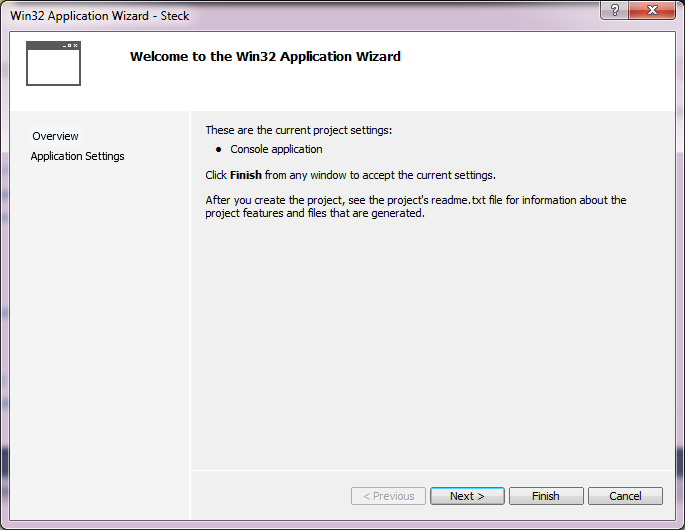 Win32 Application Wizard - Steck
?
Welcome to the Win32 Application Wizard
Overview
Application Settings
These are the current project settings:
• Console application
Click Finish from any window to accept the current settings.
After you create the project, see the project's readme.txt file for information about the
project features and files that are generated.
< Previous
Next >
Finish
Cancel